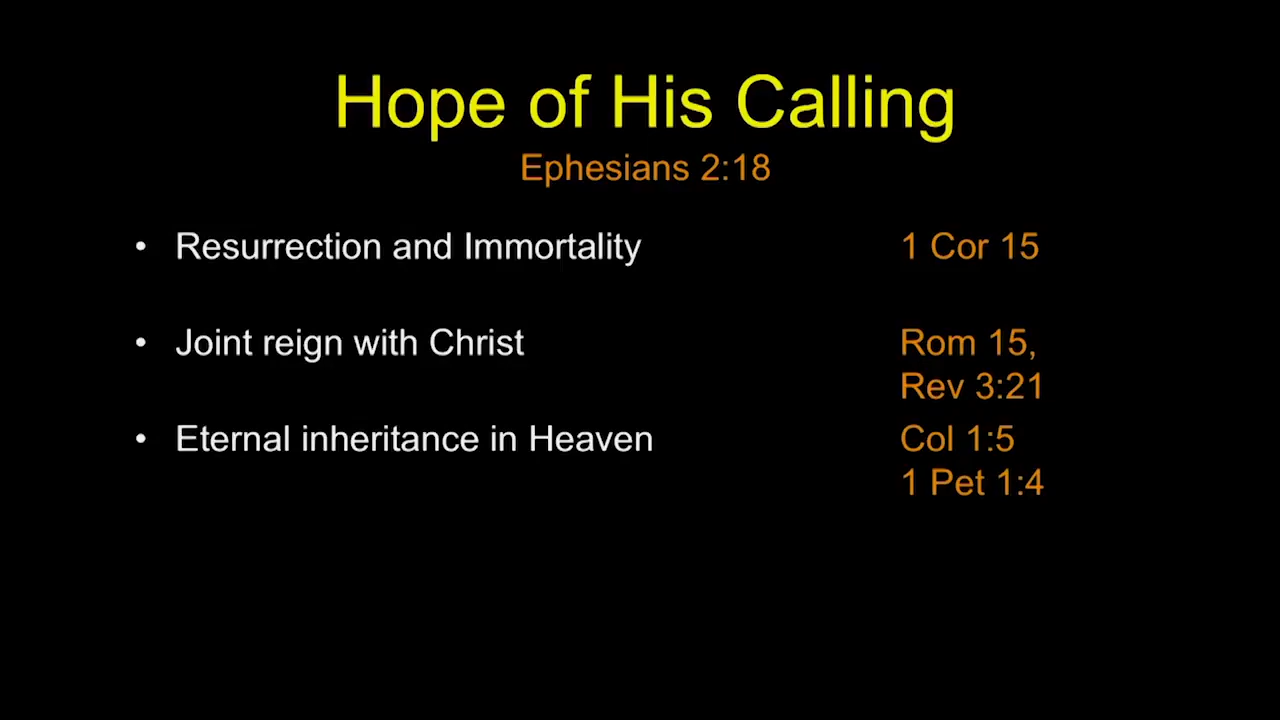 Hope of His Calling
Ephesians 2:18
• Resurrection and Immortality 1 Cor 15
• Joint reign with Christ Rom 15,
Rev 3:21
• Eternal inheritance in Heaven Col 1:5
1 Pet 1:4